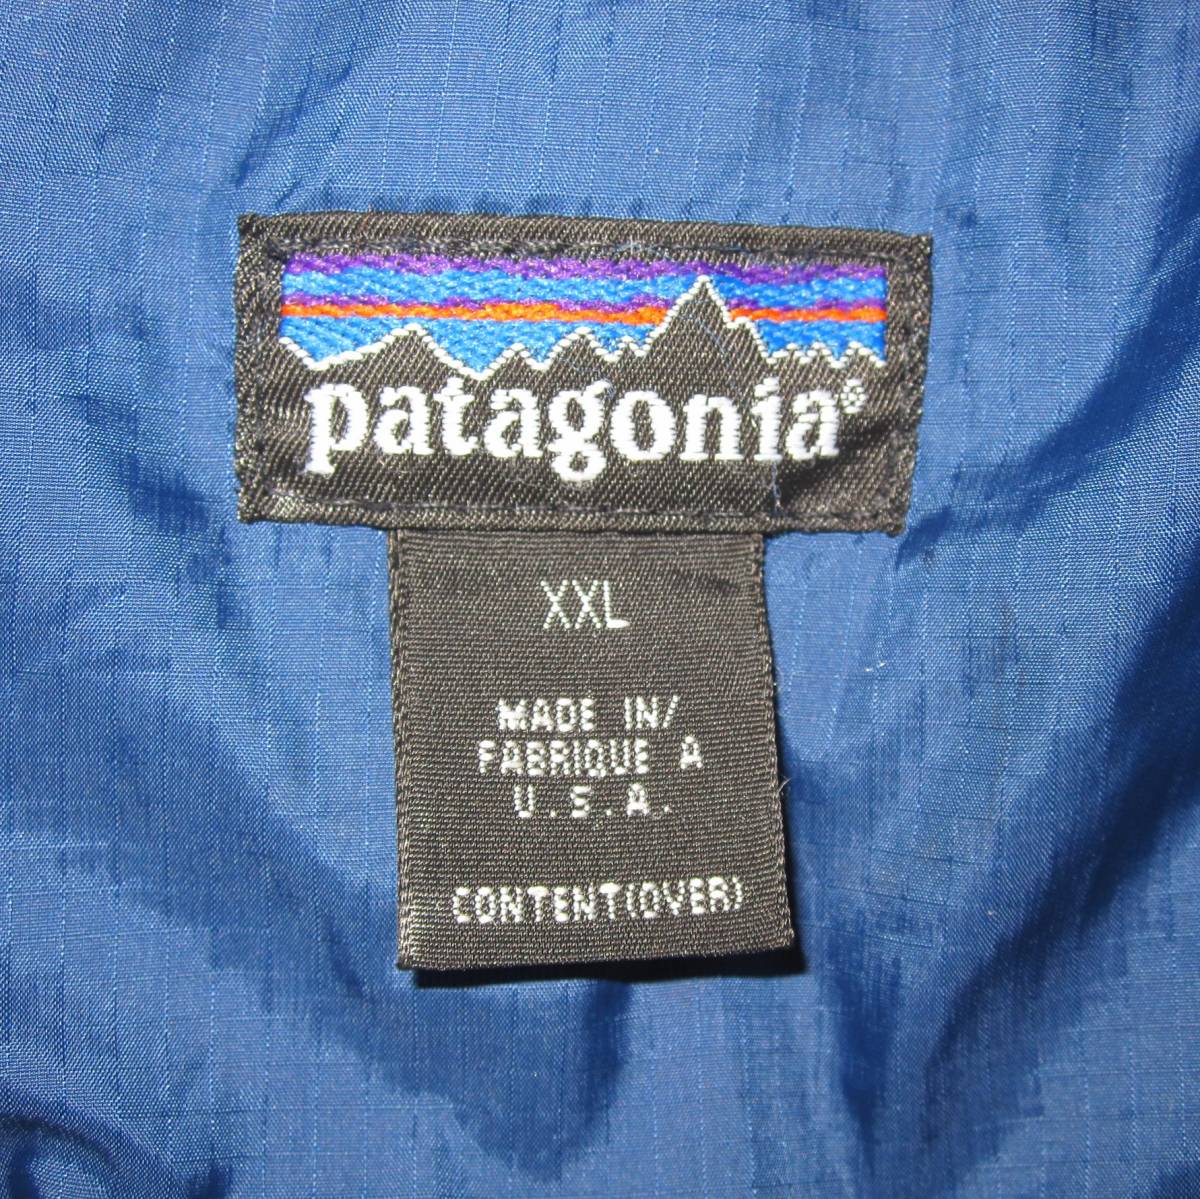 patagonia®
XXL
MADE IN/
FABRIQUE A
U.S.A.
CONTENT(OVER)